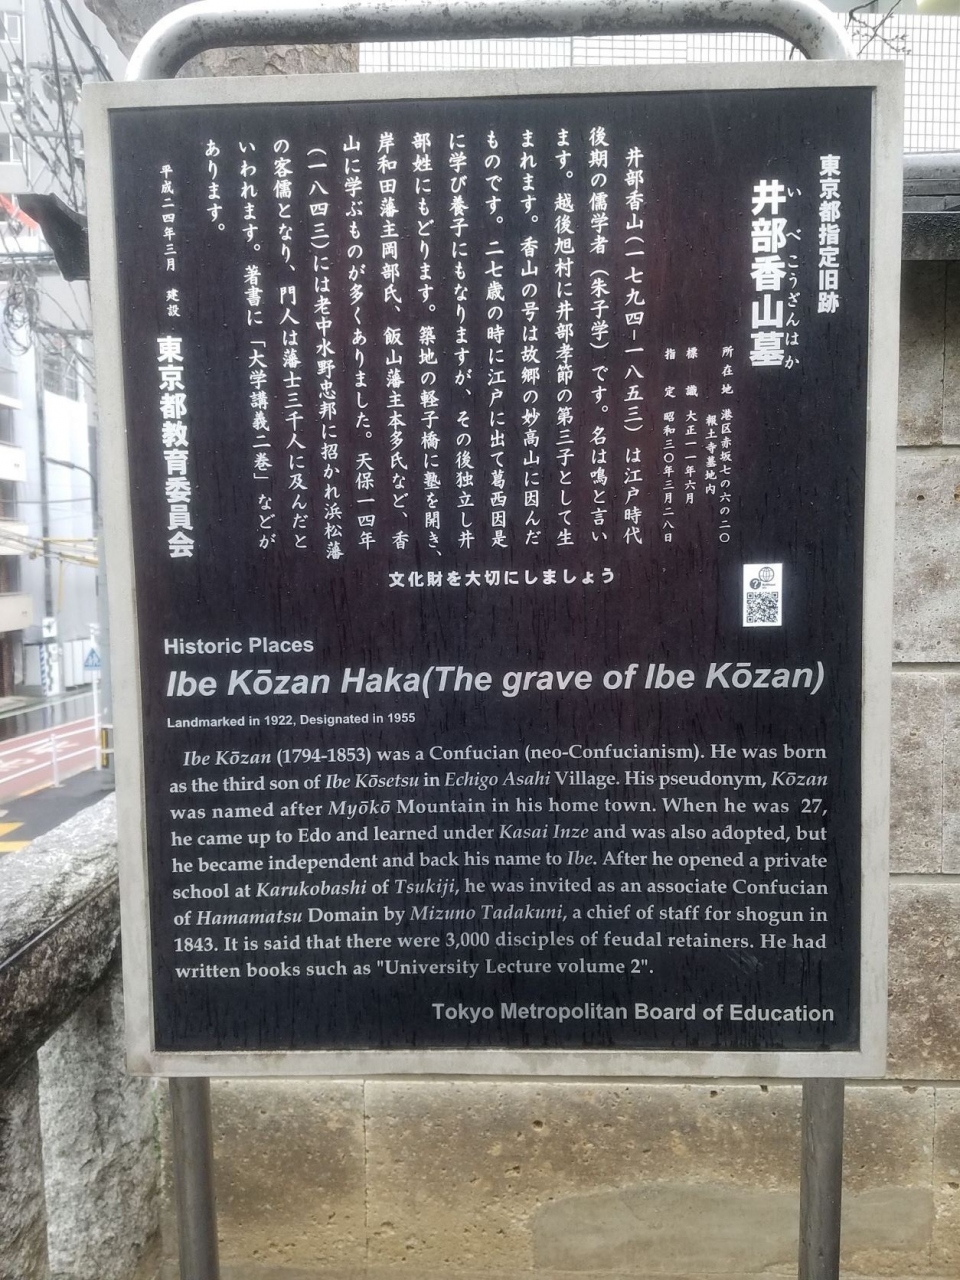 東京都指定旧跡
井部香山墓
いべこうざんはか
所在地 港区赤坂七の六の二〇
報土寺墓地内
標識 大正一一年六月
指定 昭和三〇年三月二八日
井部香山（一七九四−一八五三）は江戸時代
後期の儒学者（朱子学）です。名は鳴と言い
ます。越後旭村に井部孝節の第三子として生
まれます。香山の号は故郷の妙高山に因んだ
ものです。二七歳の時に江戸に出て葛西因是
に学び養子にもなりますが、その後独立し井
部姓にもどります。築地の軽子橋に塾を開き、
岸和田藩主岡部氏、飯山藩主本多氏など、香
山に学ぶものが多くありました。天保一四年
（一八四三）には老中水野忠邦に招かれ浜松藩
の客儒となり、門人は藩士三千人に及んだと
いわれます。著書に「大学講義二巻」などが
あります。
平成二四年三月 建設
東京都教育委員会
文化財を大切にしましょう
Historic Places
Ibe Kōzan Haka(The grave of Ibe Kōzan)
Landmarked in 1922, Designated in 1955
Ibe Kōzan (1794-1853) was a Confucian (neo-Confucianism). He was born
as the third son of Ibe Kōsetsu in Echigo Asahi Village. His pseudonym, Kōzan
was named after Myōkō Mountain in his home town. When he was 27,
he came up to Edo and learned under Kasai Inze and was also adopted, but
he became independent and back his name to Ibe. After he opened a private
school at Karukobashi of Tsukiji, he was invited as an associate Confucian
of Hamamatsu Domain by Mizuno Tadakuni, a chief of staff for shogun in
1843. It is said that there were 3,000 disciples of feudal retainers. He had
written books such as "University Lecture volume 2".
Tokyo Metropolitan Board of Education